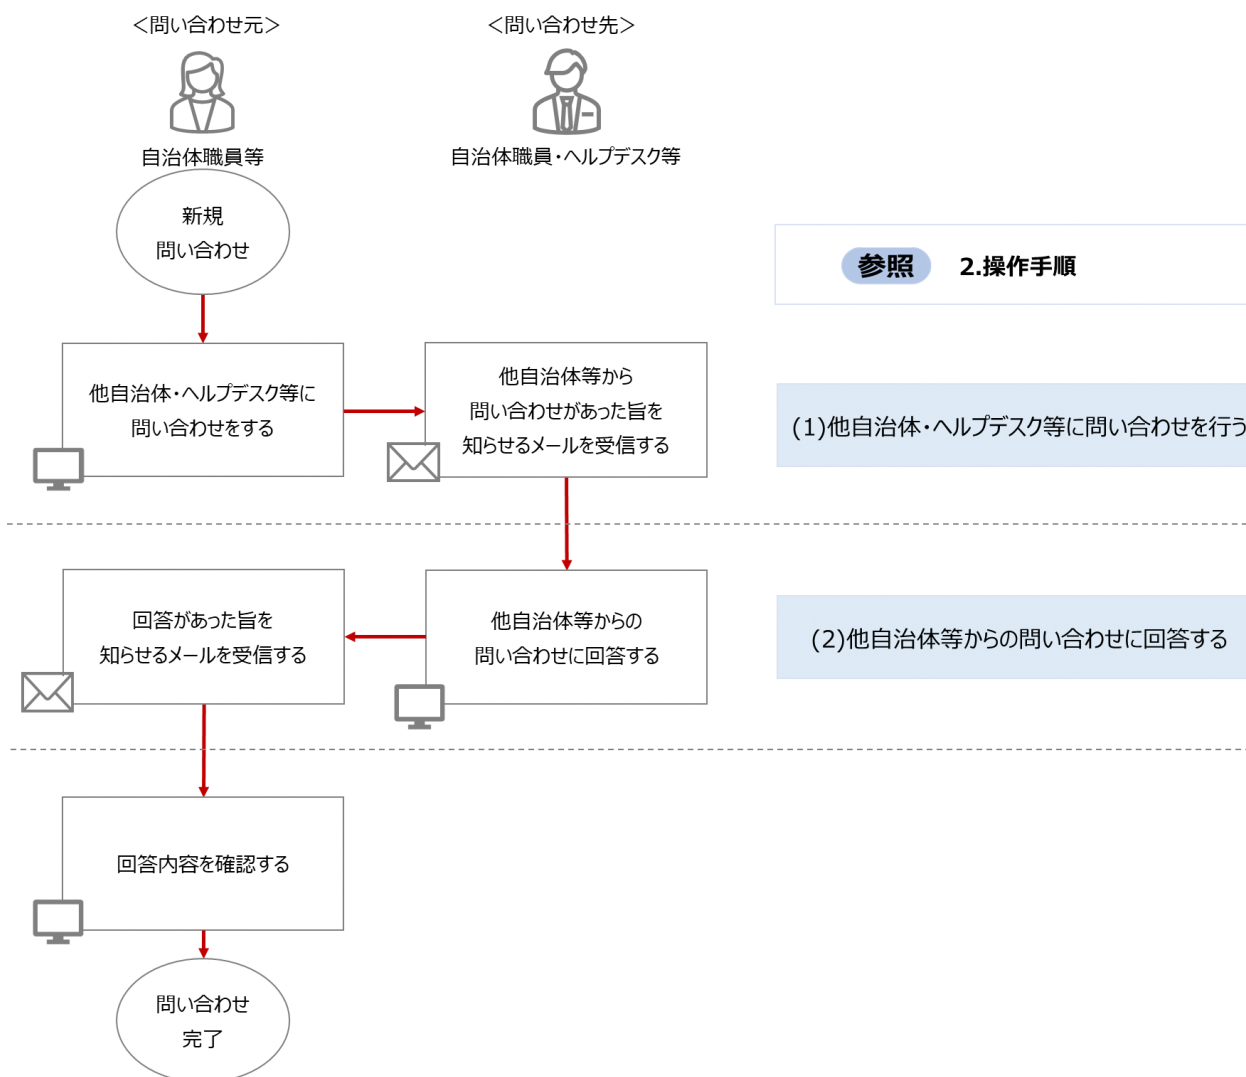 <問い合わせ元>
<問い合わせ先>
自治体職員等
自治体職員・ヘルプデスク等
新規
問い合わせ
参照 2.操作手順
他自治体・ヘルプデスク等に
問い合わせをする
他自治体等から
問い合わせがあった旨を
知らせるメールを受信する
(1)他自治体・ヘルプデスク等に問い合わせを行う
回答があった旨を
知らせるメールを受信する
他自治体等からの
問い合わせに回答する
(2)他自治体等からの問い合わせに回答する
回答内容を確認する
問い合わせ
完了